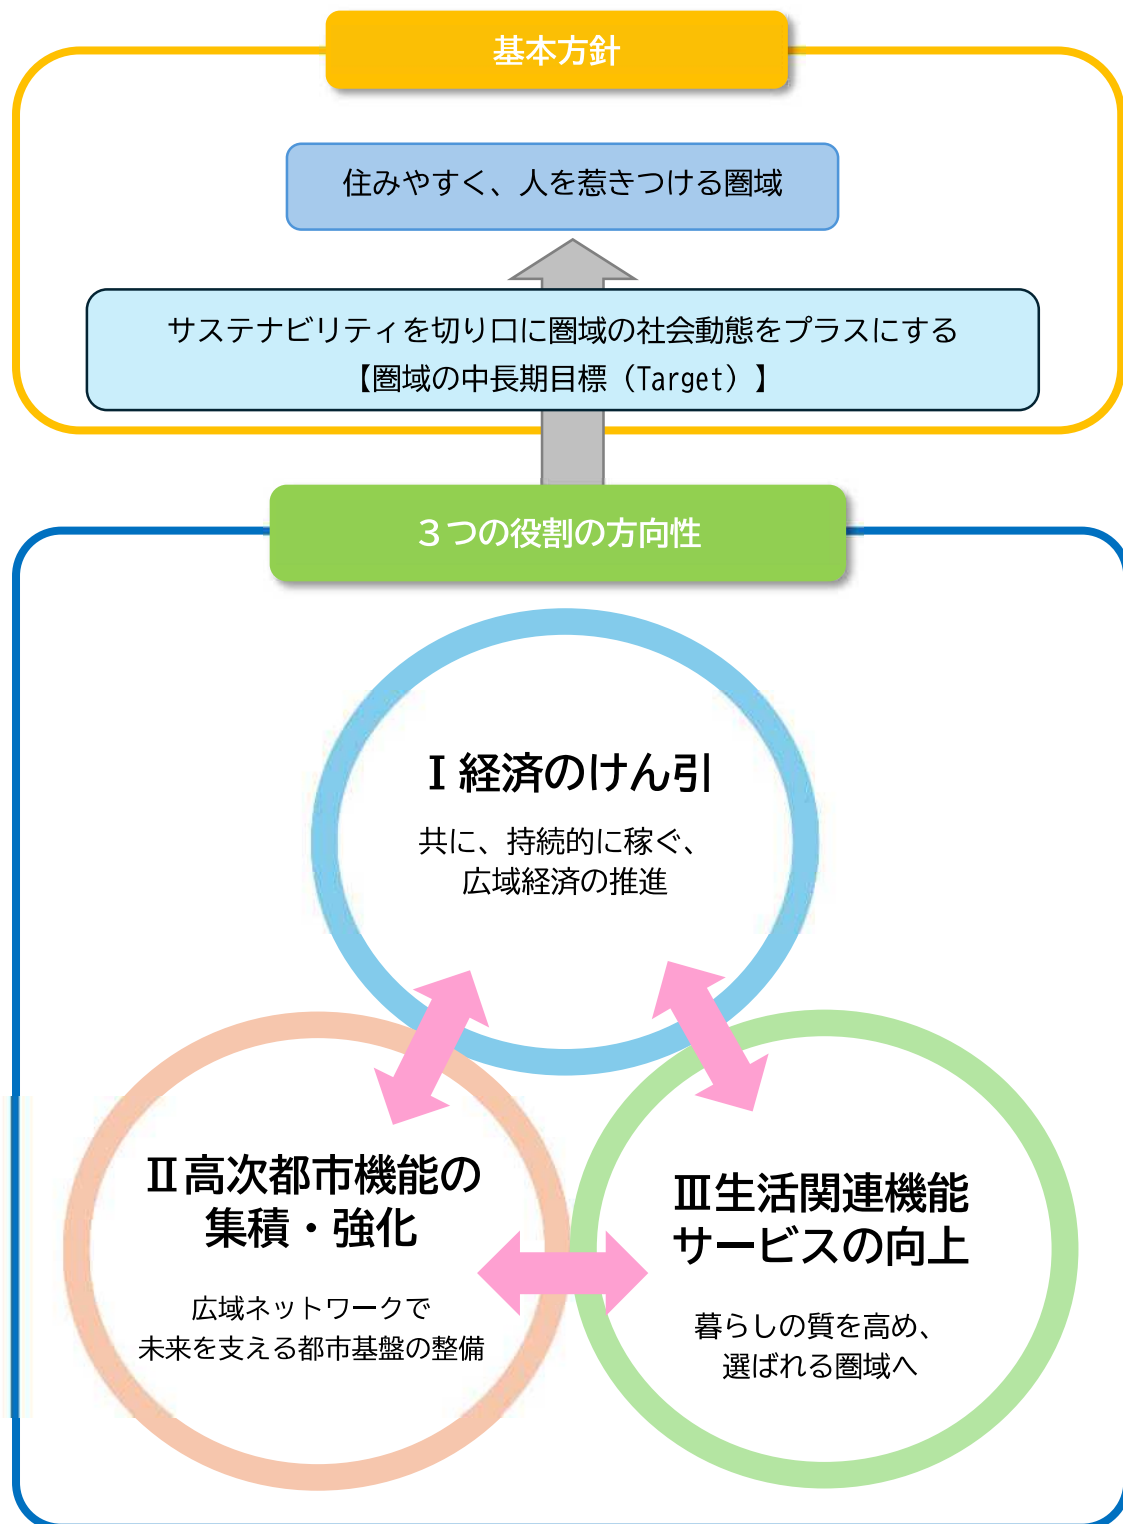 基本方針
住みやすく、人を惹きつける圏域
サステナビリティを切り口に圏域の社会動態をプラスにする
【圏域の中長期目標（Target）】
３つの役割の方向性
Ⅰ経済のけん引
共に、持続的に稼ぐ、
広域経済の推進
Ⅱ高次都市機能の
集積・強化
広域ネットワークで
未来を支える都市基盤の整備
Ⅲ生活関連機能
サービスの向上
暮らしの質を高め、
選ばれる圏域へ